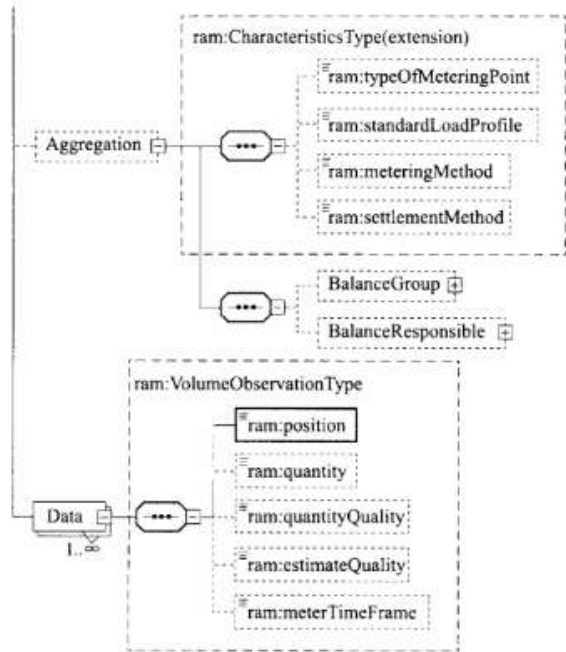 ram:CharacteristicsType(extension)
ram:typeOfMeteringPoint
ram:standardLoadProfile
Aggregation
ram:meteringMethod
ram:settlementMethod
BalanceGroup
BalanceResponsible
ram:VolumeObservationType
ram:position
ram:quantity
Data
ram:quantityQuality
1..∞
ram:estimateQuality
ram:meterTimeFrame